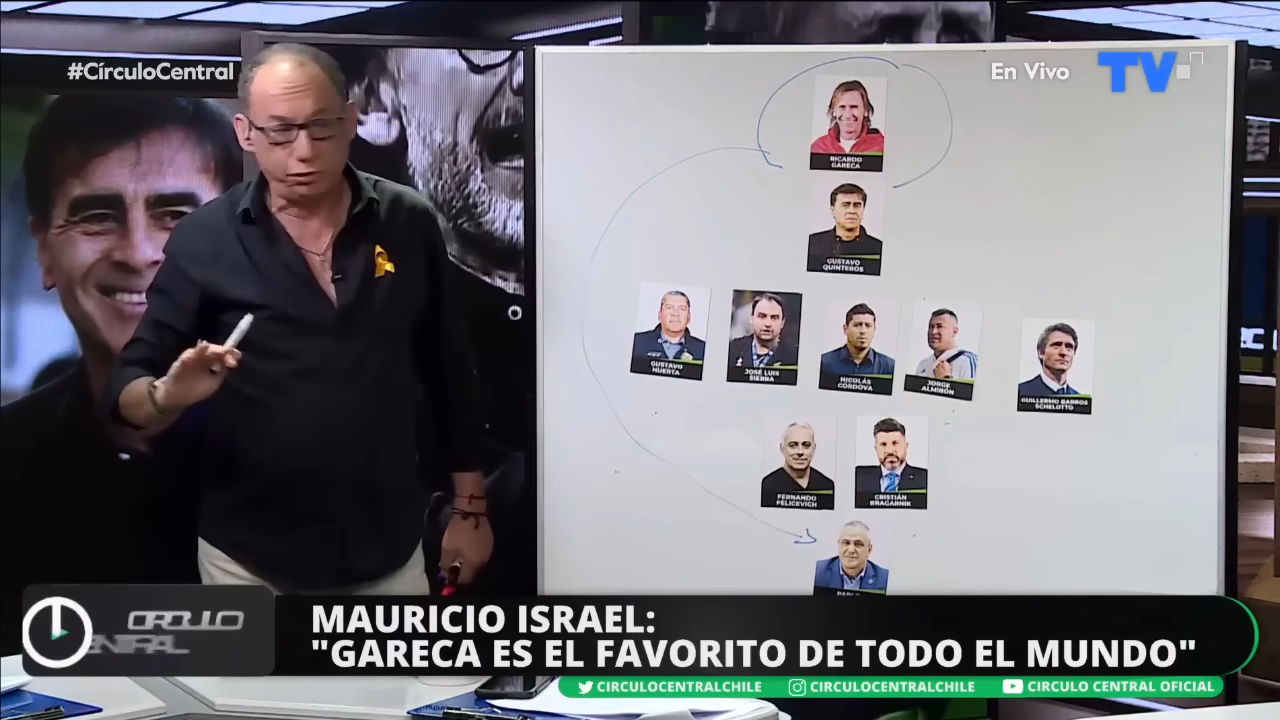 #CírculoCentral
En Vivo
TV
RICARDO
GARECA
GUSTAVO
QUINTEROS
GUSTAVO
HUERTA
JOSÉ LUIS
SIERRA
NICOLÁS
CÓRDOVA
JORGE
ALMIRÓN
GUILLERMO BARROS
SCHELOTTO
FERNANDO
FELICEVICH
CRISTIÁN
BRAGARNIK
PABLO
CÍRCULO
CENTRAL
MAURICIO ISRAEL:
"GARECA ES EL FAVORITO DE TODO EL MUNDO"
CIRCULOCENTRALCHILE
CIRCULOCENTRALCHILE
CIRCULO CENTRAL OFICIAL